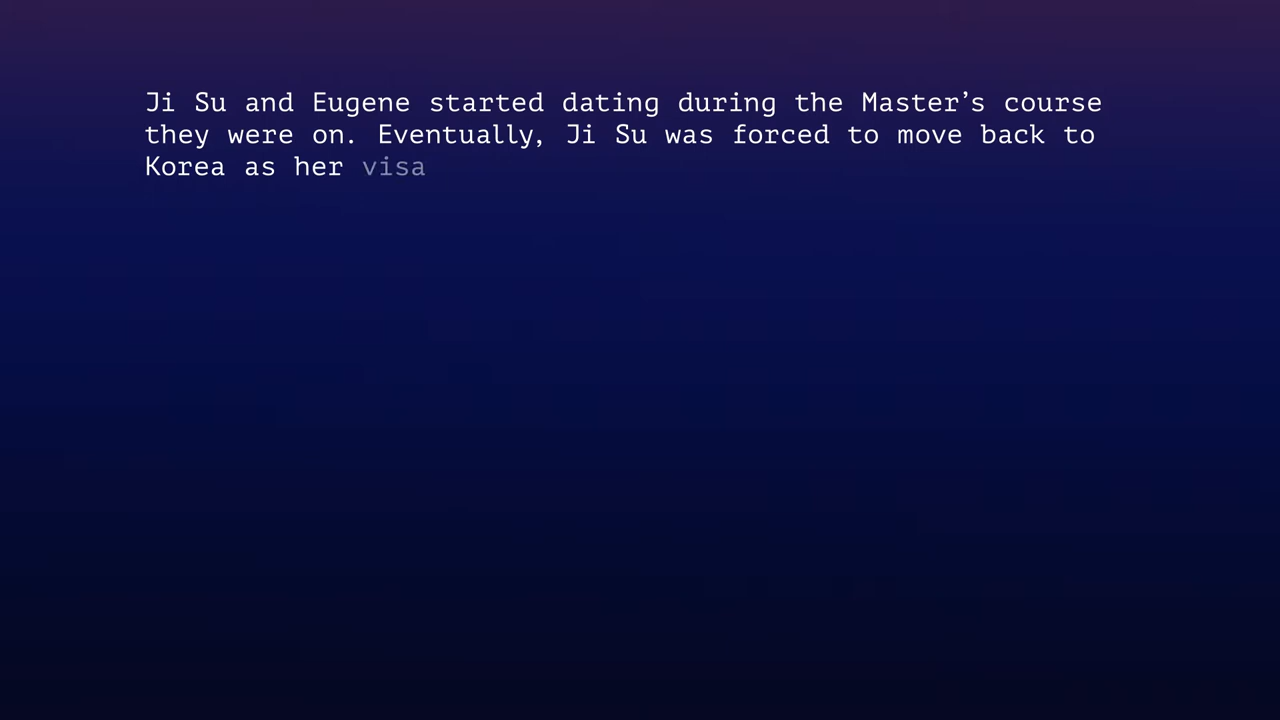 Ji Su and Eugene started dating during the Master’s course
they were on. Eventually, Ji Su was forced to move back to
Korea as her visa